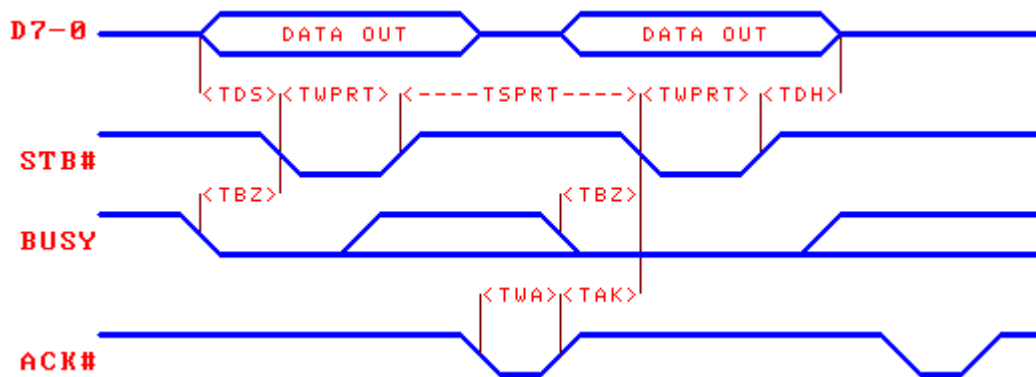 D7-0 DATA OUT DATA OUT
<TDS> <TWPRT> <----TSPRT----> <TWPRT> <TDH>
STB#
<TBZ> <TBZ>
BUSY
<TWA> <TAK>
ACK#